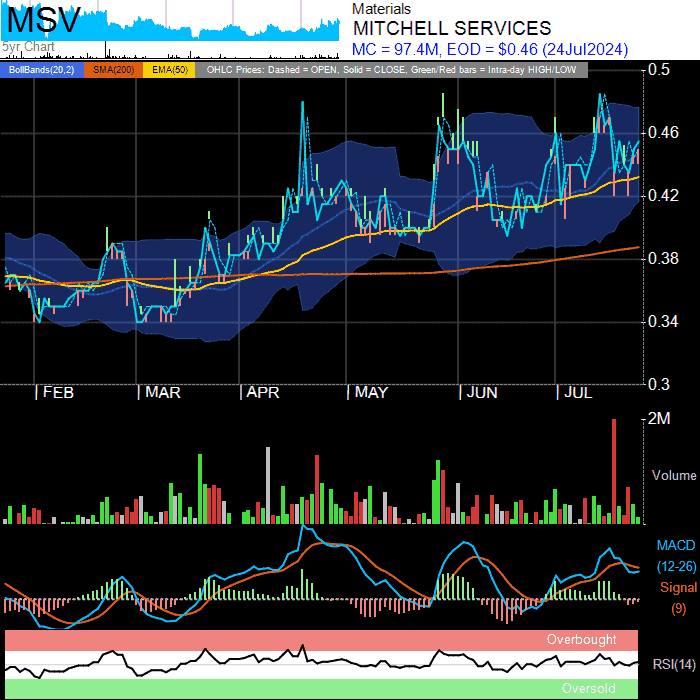 MSV
5yr Chart
Materials
MITCHELL SERVICES
MC = 97.4M, EOD = $0.46 (24Jul2024)
BollBands(20,2) SMA(200) EMA(50) OHLC Prices: Dashed = OPEN, Solid = CLOSE, Green/Red bars = Intra-day HIGH/LOW
0.5
0.46
0.42
0.38
0.34
0.3
FEB MAR APR MAY JUN JUL
2M
Volume
MACD
(12-26)
Signal
(9)
Overbought
RSI(14)
Oversold